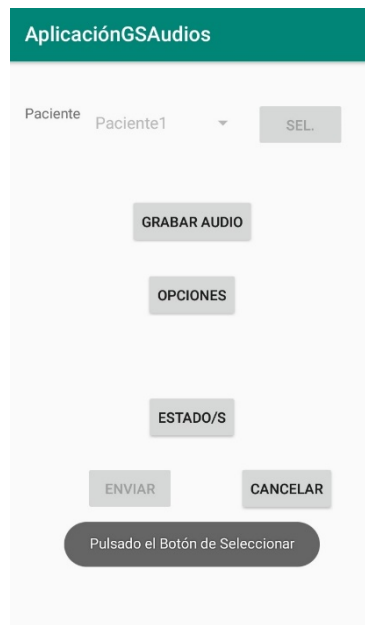 AplicaciónGSAudios
Paciente
Paciente1
SEL.
GRABAR AUDIO
OPCIONES
ESTADO/S
ENVIAR
CANCELAR
Pulsado el Botón de Seleccionar